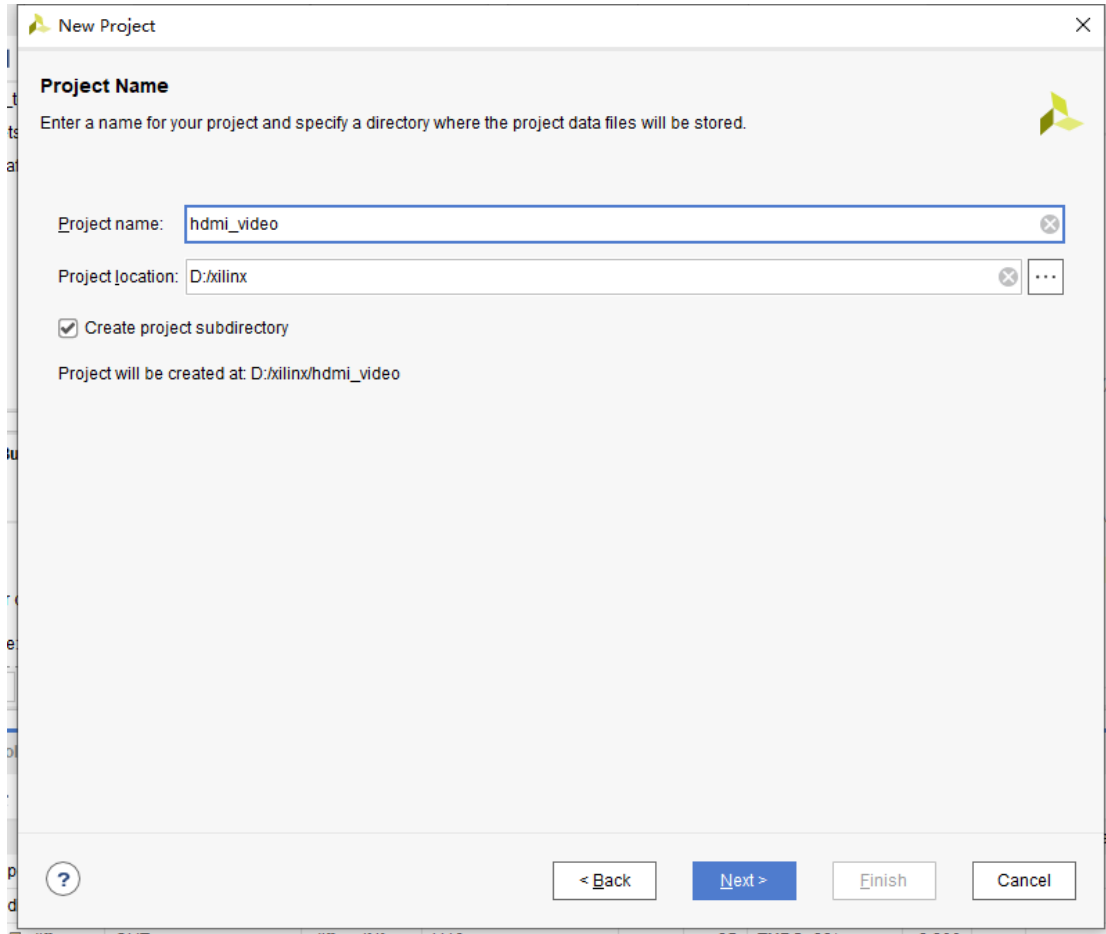 New Project
Project Name
Enter a name for your project and specify a directory where the project data files will be stored.
Project name: hdmi_video
Project location: D:/xilinx
...
Create project subdirectory
Project will be created at: D:/xilinx/hdmi_video
?
< Back
Next >
Finish
Cancel